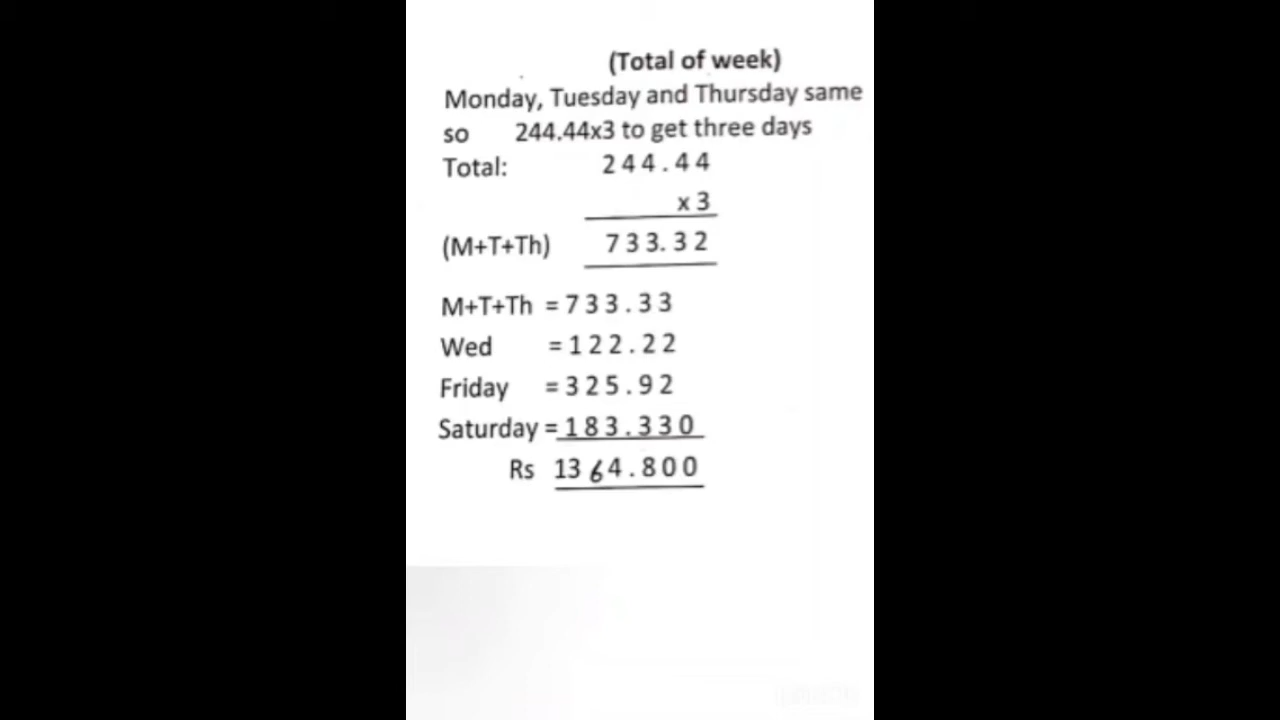 (Total of week)
Monday, Tuesday and Thursday same
so 244.44x3 to get three days
Total: 244.44
x 3
(M+T+Th) 733.32
M+T+Th = 733.33
Wed = 122.22
Friday = 325.92
Saturday = 183.330
Rs 1364.800